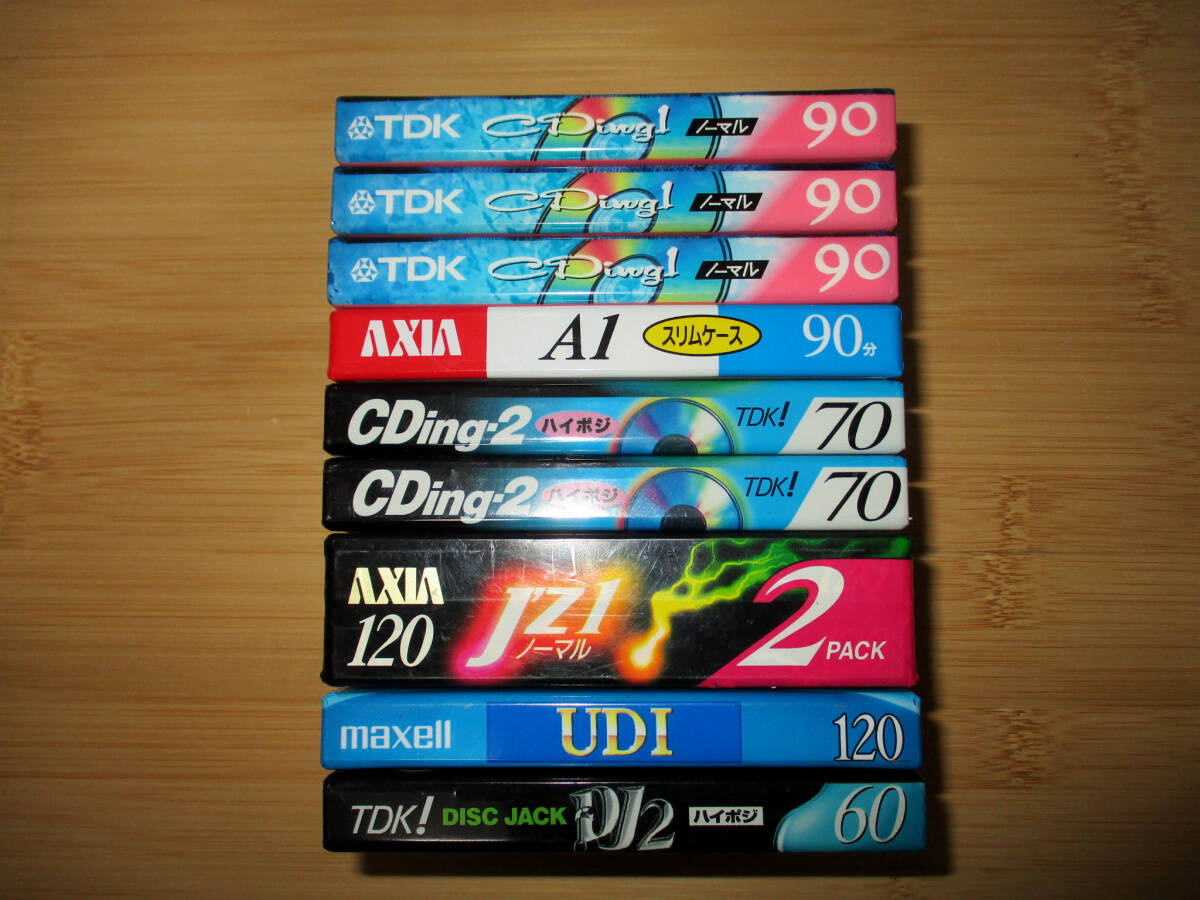 TDK CDing1 ノーマル 90
TDK CDing1 ノーマル 90
TDK CDing1 ノーマル 90
AXIA A1 スリムケース 90分
CDing-2 ハイポジ TDK! 70
CDing-2 ハイポジ TDK! 70
AXIA J'z1 2
120 ノーマル PACK
maxell UDI 120
TDK! DISC JACK DJ2 ハイポジ 60